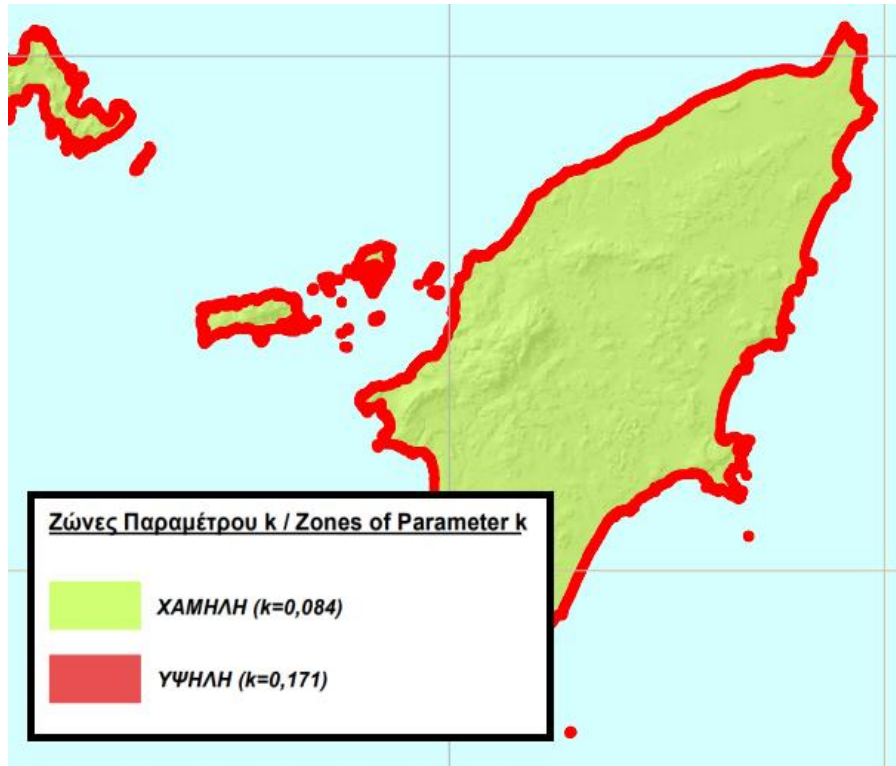 Ζώνες Παραμέτρου k / Zones of Parameter k
ΧΑΜΗΛΗ (k=0,084)
ΥΨΗΛΗ (k=0,171)